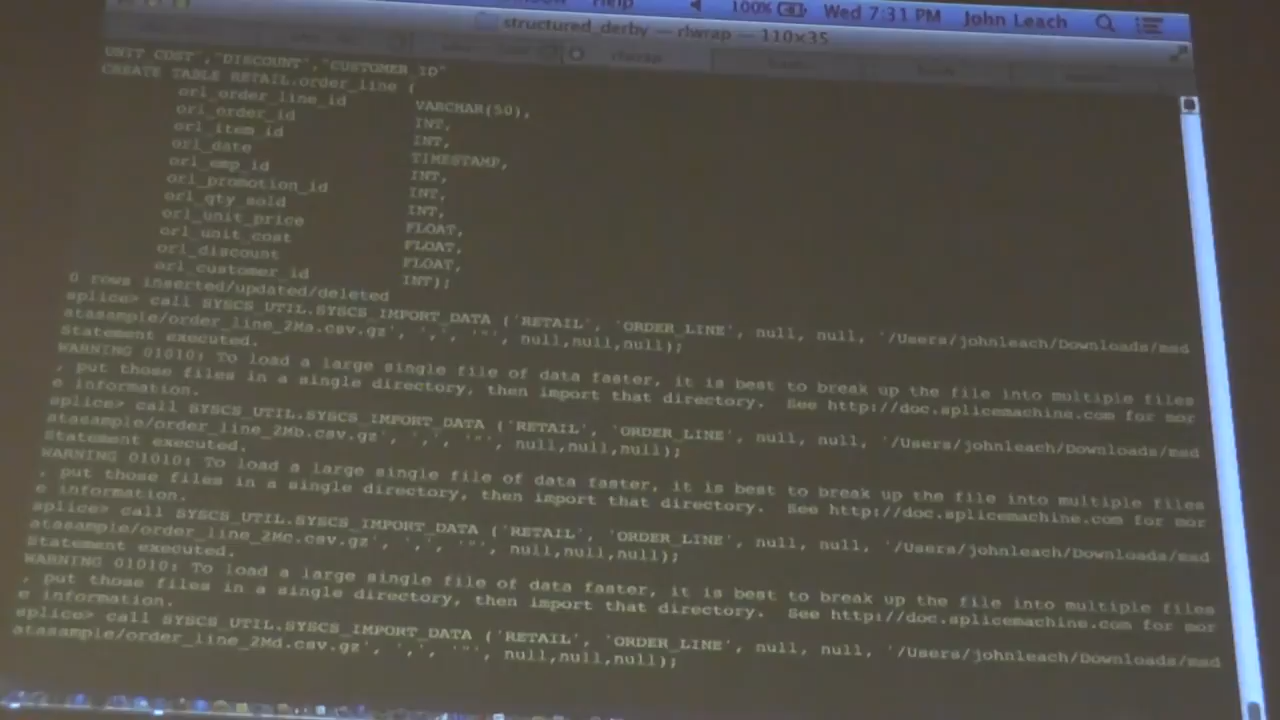 Help 100% Wed 7:31 PM John Leach
structured_derby — rlwrap — 110×35
rlwrap
UNIT COST","DISCOUNT","CUSTOMER_ID"
CREATE TABLE RETAIL.order_line (
orl_order_line_id VARCHAR(50),
orl_order_id INT,
orl_item_id INT,
orl_date TIMESTAMP,
orl_emp_id INT,
orl_promotion_id INT,
orl_qty_sold INT,
orl_unit_price FLOAT,
orl_unit_cost FLOAT,
orl_discount FLOAT,
orl_customer_id INT);
0 rows inserted/updated/deleted
splice> call SYSCS_UTIL.SYSCS_IMPORT_DATA ('RETAIL', 'ORDER_LINE', null, null, '/Users/johnleach/Downloads/msd
atasample/order_line_2Ma.csv.gz', ',', '"', null,null,null);
Statement executed.
WARNING 01010: To load a large single file of data faster, it is best to break up the file into multiple files
, put those files in a single directory, then import that directory.  See http://doc.splicemachine.com for mor
e information.
splice> call SYSCS_UTIL.SYSCS_IMPORT_DATA ('RETAIL', 'ORDER_LINE', null, null, '/Users/johnleach/Downloads/msd
atasample/order_line_2Mb.csv.gz', ',', '"', null,null,null);
Statement executed.
WARNING 01010: To load a large single file of data faster, it is best to break up the file into multiple files
, put those files in a single directory, then import that directory.  See http://doc.splicemachine.com for mor
e information.
splice> call SYSCS_UTIL.SYSCS_IMPORT_DATA ('RETAIL', 'ORDER_LINE', null, null, '/Users/johnleach/Downloads/msd
atasample/order_line_2Mc.csv.gz', ',', '"', null,null,null);
Statement executed.
WARNING 01010: To load a large single file of data faster, it is best to break up the file into multiple files
, put those files in a single directory, then import that directory.  See http://doc.splicemachine.com for mor
e information.
splice> call SYSCS_UTIL.SYSCS_IMPORT_DATA ('RETAIL', 'ORDER_LINE', null, null, '/Users/johnleach/Downloads/msd
atasample/order_line_2Md.csv.gz', ',', '"', null,null,null);